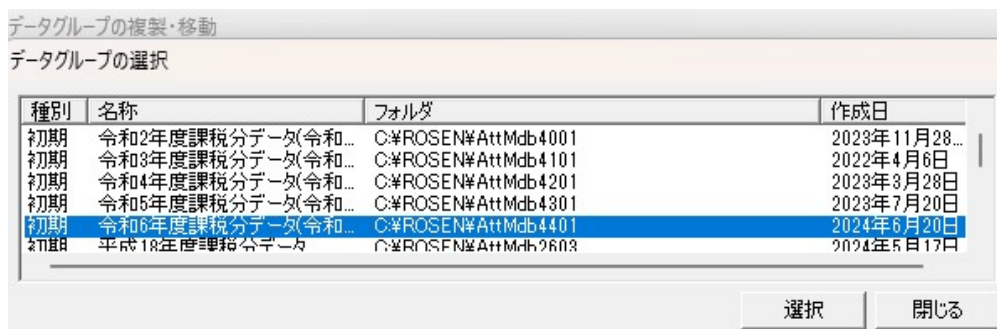 データグループの複製・移動
データグループの選択
種別 名称 フォルダ 作成日
初期 令和2年度課税分データ(令和... C:¥ROSEN¥AttMdb4001 2023年11月28...
初期 令和3年度課税分データ(令和... C:¥ROSEN¥AttMdb4101 2022年4月6日
初期 令和4年度課税分データ(令和... C:¥ROSEN¥AttMdb4201 2023年3月28日
初期 令和5年度課税分データ(令和... C:¥ROSEN¥AttMdb4301 2023年7月20日
初期 令和6年度課税分データ(令和... C:¥ROSEN¥AttMdb4401 2024年6月20日
初期 平成18年度課税分データ C:¥ROSEN¥AttMdb2603 2024年5月17日
選択 閉じる